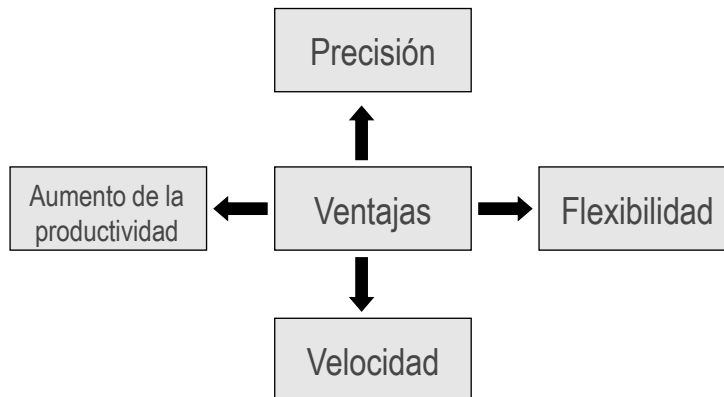 Precisión
Aumento de la
productividad
Ventajas
Flexibilidad
Velocidad